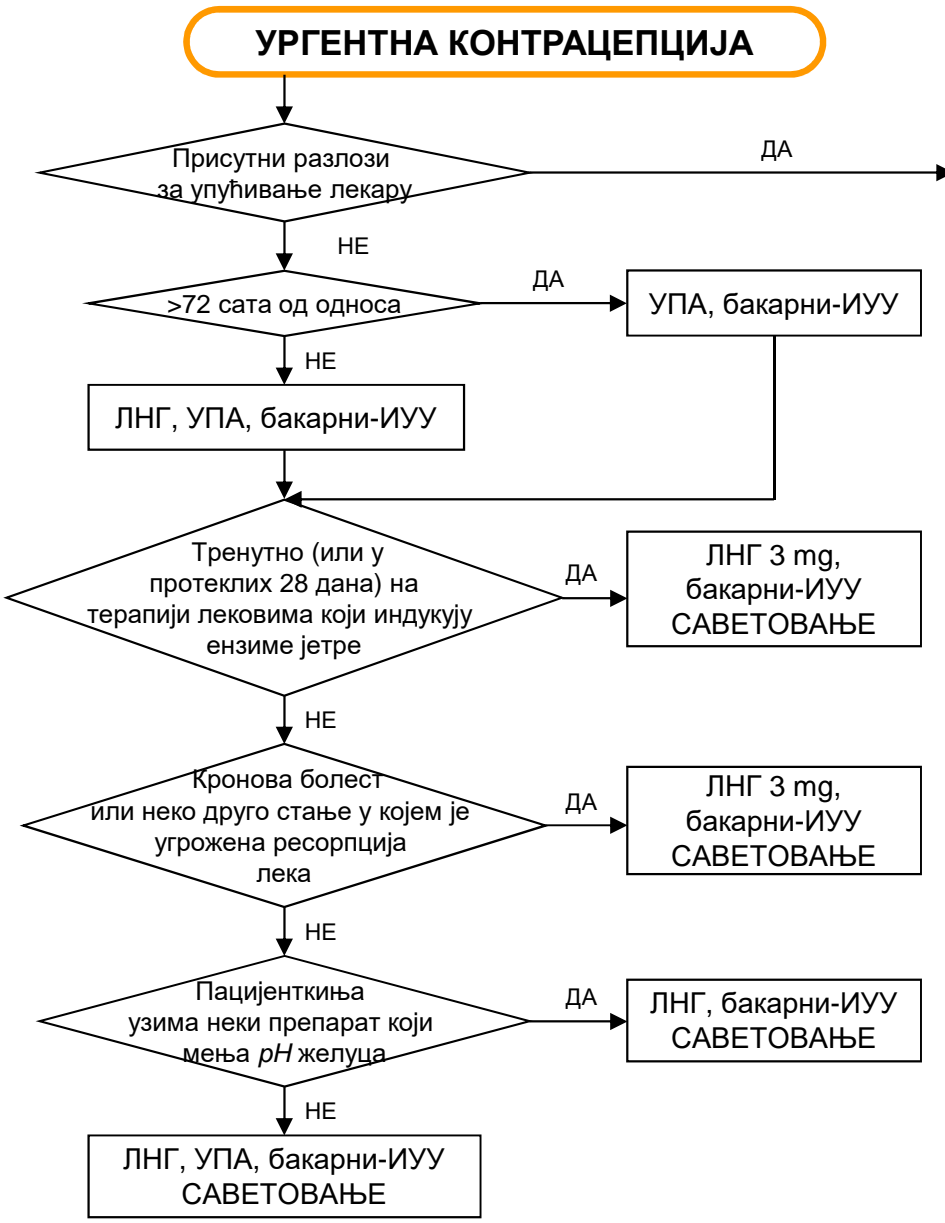 УРГЕНТНА КОНТРАЦЕПЦИЈА
Присутни разлози
за упућивање лекару
ДА
НЕ
>72 сата од односа
ДА
УПА, бакарни-ИУУ
НЕ
ЛНГ, УПА, бакарни-ИУУ
Тренутно (или у
протеклих 28 дана) на
терапији лековима који индукују
ензиме јетре
ДА
ЛНГ 3 mg,
бакарни-ИУУ
САВЕТОВАЊЕ
НЕ
Кронова болест
или неко друго стање у којем је
угрожена ресорпција
лека
ДА
ЛНГ 3 mg,
бакарни-ИУУ
САВЕТОВАЊЕ
НЕ
Пацијенткиња
узима неки препарат који
мења pH желуца
ДА
ЛНГ, бакарни-ИУУ
САВЕТОВАЊЕ
НЕ
ЛНГ, УПА, бакарни-ИУУ
САВЕТОВАЊЕ